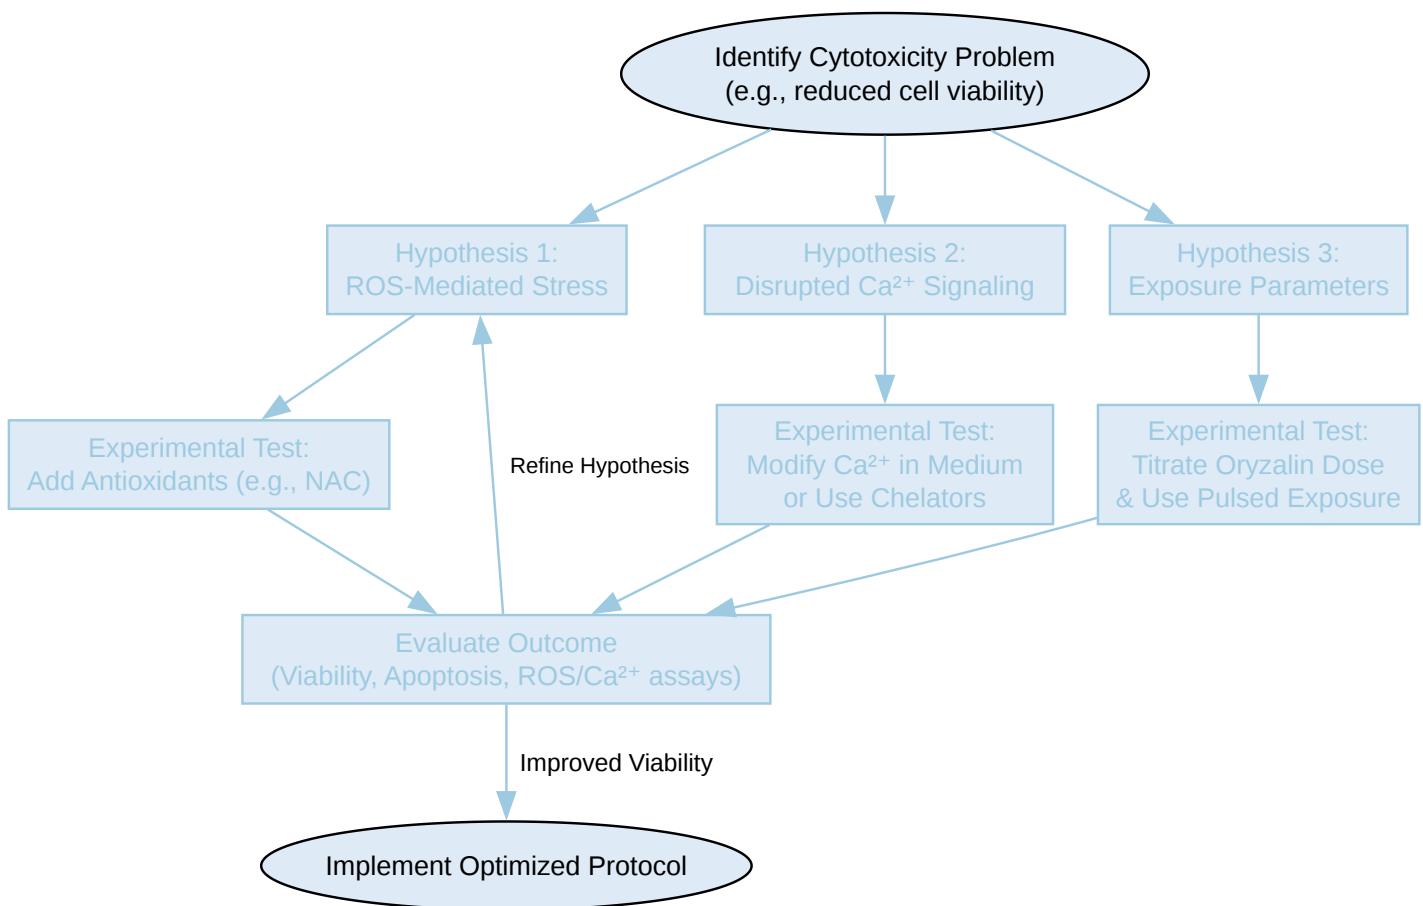 Identify Cytotoxicity Problem
(e.g., reduced cell viability)
Hypothesis 1:
ROS-Mediated Stress
Hypothesis 2:
Disrupted Ca²⁺ Signaling
Hypothesis 3:
Exposure Parameters
Experimental Test:
Add Antioxidants (e.g., NAC)
Refine Hypothesis
Experimental Test:
Modify Ca²⁺ in Medium
or Use Chelators
Experimental Test:
Titrate Oryzalin Dose
& Use Pulsed Exposure
Evaluate Outcome
(Viability, Apoptosis, ROS/Ca²⁺ assays)
Improved Viability
Implement Optimized Protocol